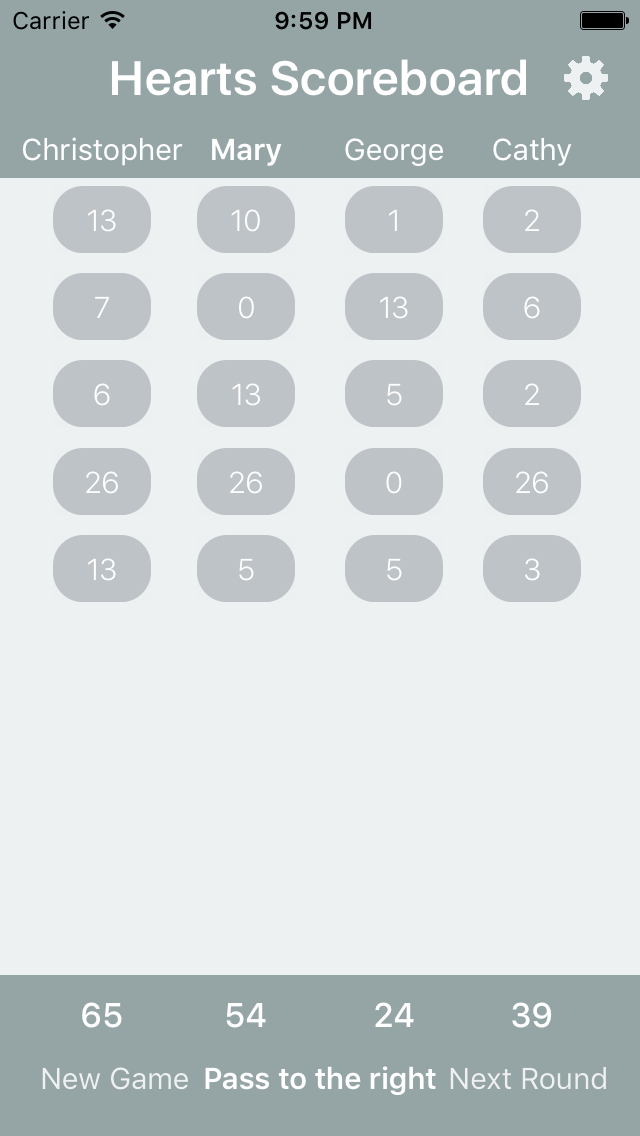 Carrier 9:59 PM
Hearts Scoreboard
Christopher Mary George Cathy
13 10 1 2
7 0 13 6
6 13 5 2
26 26 0 26
13 5 5 3
65 54 24 39
New Game Pass to the right Next Round